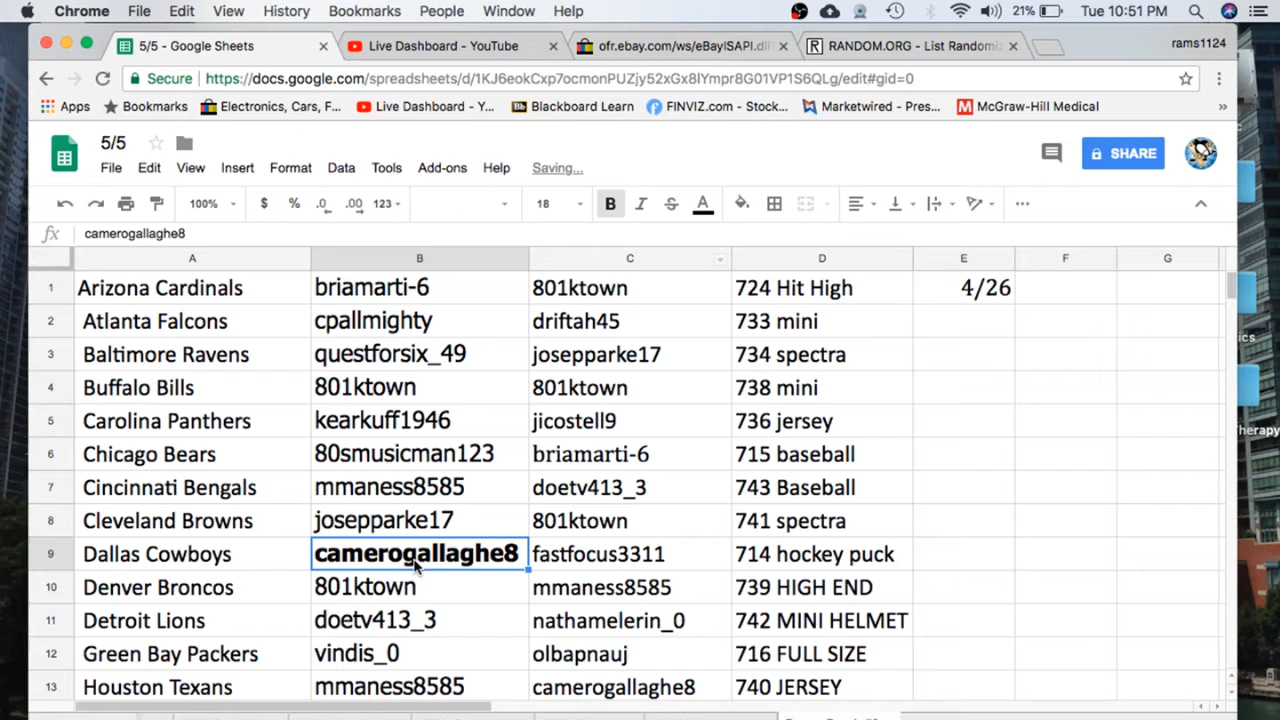 Chrome File Edit View History Bookmarks People Window Help 21% Tue 10:51 PM
5/5 - Google Sheets × Live Dashboard - YouTube × ofr.ebay.com/ws/eBayISAPI.dll × RANDOM.ORG - List Randomiz × rams1124
Secure https://docs.google.com/spreadsheets/d/1KJ6eokCxp7ocmonPUZjy52xGx8IYmpr8G01VP1S6QLg/edit#gid=0
Apps Bookmarks Electronics, Cars, F... Live Dashboard - Y... Bb Blackboard Learn FINVIZ.com - Stock... Marketwired - Pres... M McGraw-Hill Medical »
5/5
SHARE
File Edit View Insert Format Data Tools Add-ons Help Saving...
100% $ % .0 .00 123 18 B I S A
fx camerogallaghe8
A B C D E F G
1 Arizona Cardinals briamarti-6 801ktown 724 Hit High 4/26
2 Atlanta Falcons cpallmighty driftah45 733 mini
3 Baltimore Ravens questforsix_49 josepparke17 734 spectra
4 Buffalo Bills 801ktown 801ktown 738 mini
5 Carolina Panthers kearkuff1946 jicostell9 736 jersey
6 Chicago Bears 80smusicman123 briamarti-6 715 baseball
7 Cincinnati Bengals mmaness8585 doetv413_3 743 Baseball
8 Cleveland Browns josepparke17 801ktown 741 spectra
9 Dallas Cowboys camerogallaghe8 fastfocus3311 714 hockey puck
10 Denver Broncos 801ktown mmaness8585 739 HIGH END
11 Detroit Lions doetv413_3 nathamelerin_0 742 MINI HELMET
12 Green Bay Packers vindis_0 olbapnauj 716 FULL SIZE
13 Houston Texans mmaness8585 camerogallaghe8 740 JERSEY